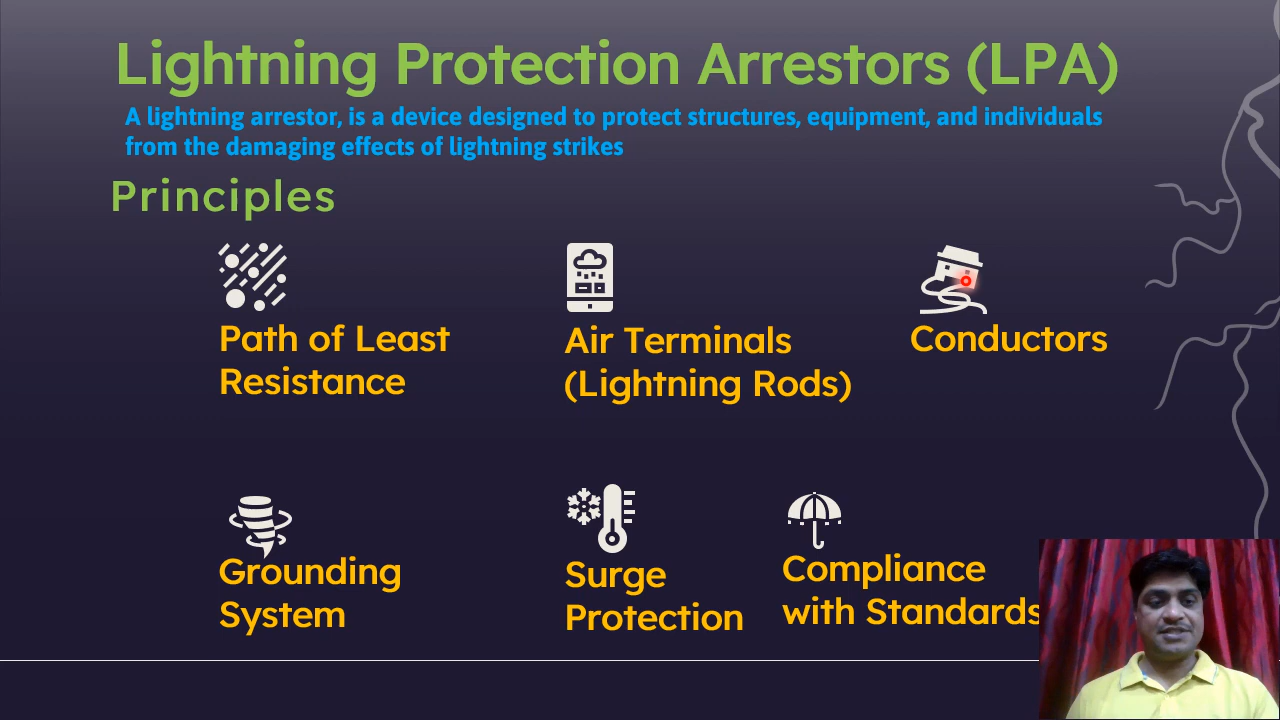 Lightning Protection Arrestors (LPA)
A lightning arrestor, is a device designed to protect structures, equipment, and individuals
from the damaging effects of lightning strikes
Principles
Path of Least
Resistance
Air Terminals
(Lightning Rods)
Conductors
Grounding
System
Surge
Protection
Compliance
with Standards